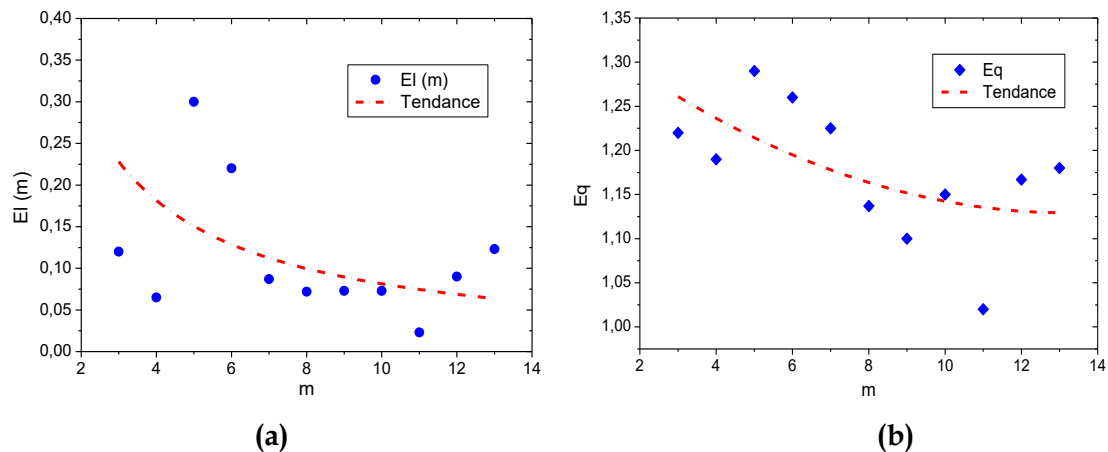 0,40
0,35
0,30
0,25
0,20
0,15
0,10
0,05
0,00
El (m)
2 4 6 8 10 12 14
m
El (m)
Tendance
(a)
1,35
1,30
1,25
1,20
1,15
1,10
1,05
1,00
Eq
2 4 6 8 10 12 14
m
Eq
Tendance
(b)